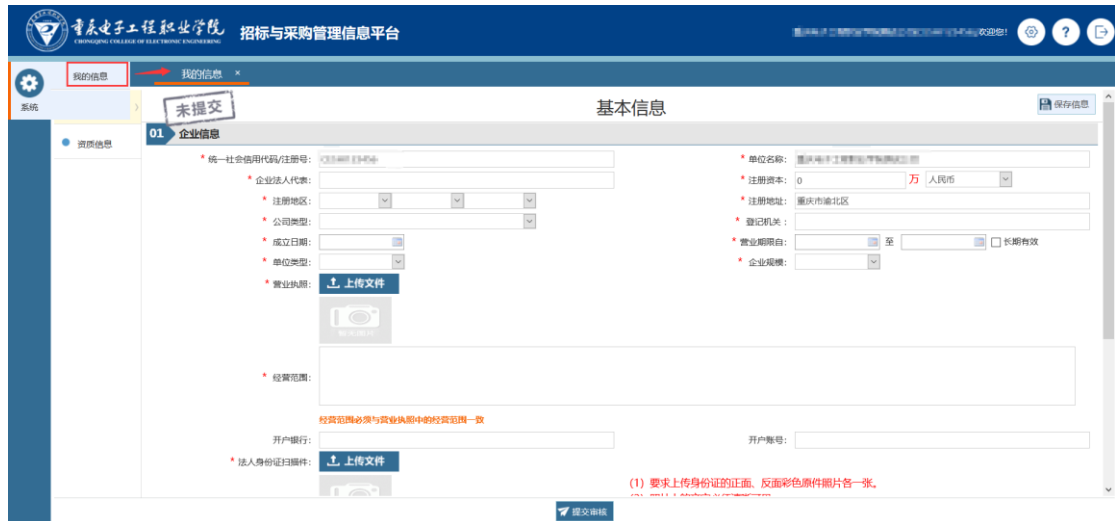 重庆电子工程职业学院
CHONGQING COLLEGE OF ELECTRONIC ENGINEERING
招标与采购管理信息平台
欢迎您!
?
系统
我的信息
我的信息 ×
资质信息
未提交
基本信息
保存信息
01 企业信息
* 统一社会信用代码/注册号:
* 单位名称:
* 企业法人代表:
* 注册资本: 0 万 人民币
* 注册地区:
* 注册地址: 重庆市渝北区
* 公司类型:
* 登记机关:
* 成立日期:
* 营业期限自: 至 长期有效
* 单位类型:
* 企业规模:
* 营业执照: 上传文件
* 经营范围:
经营范围必须与营业执照中的经营范围一致
开户银行:
开户账号:
* 法人身份证扫描件: 上传文件
(1) 要求上传身份证的正面、反面彩色原件照片各一张。
提交审核